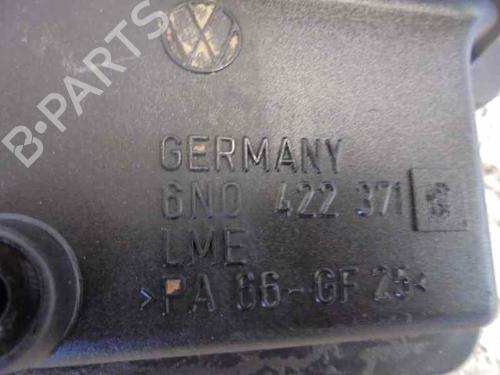 GERMANY
6N0 422 371
LME
>PA 66-GF 25<
B-PARTS